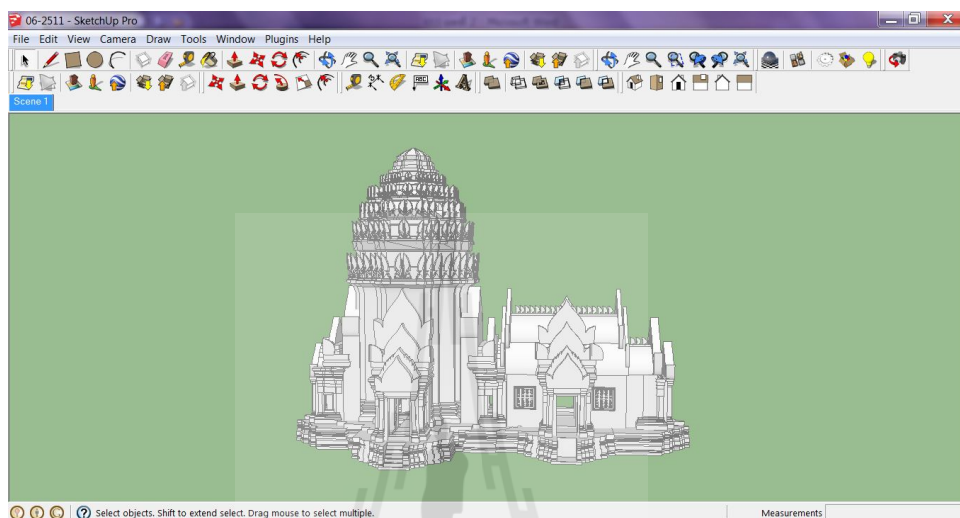 06-2511 - SketchUp Pro
File Edit View Camera Draw Tools Window Plugins Help
ABC
Scene 1
Select objects. Shift to extend select. Drag mouse to select multiple.
Measurements